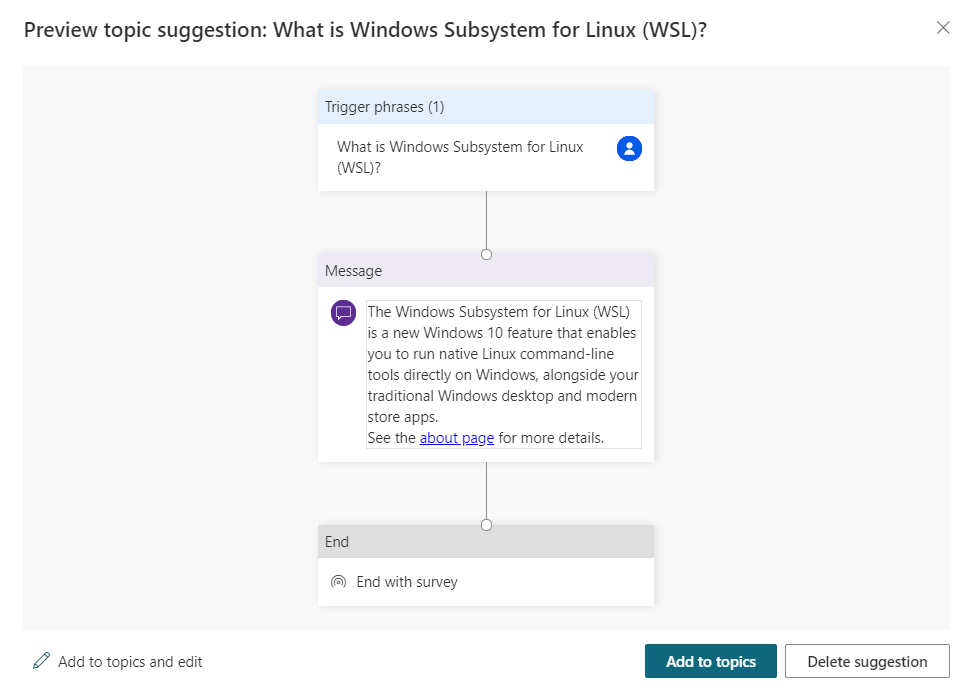 Preview topic suggestion: What is Windows Subsystem for Linux (WSL)?
Trigger phrases (1)
What is Windows Subsystem for Linux
(WSL)?
Message
The Windows Subsystem for Linux (WSL)
is a new Windows 10 feature that enables
you to run native Linux command-line
tools directly on Windows, alongside your
traditional Windows desktop and modern
store apps.
See the about page for more details.
End
End with survey
Add to topics and edit
Add to topics
Delete suggestion